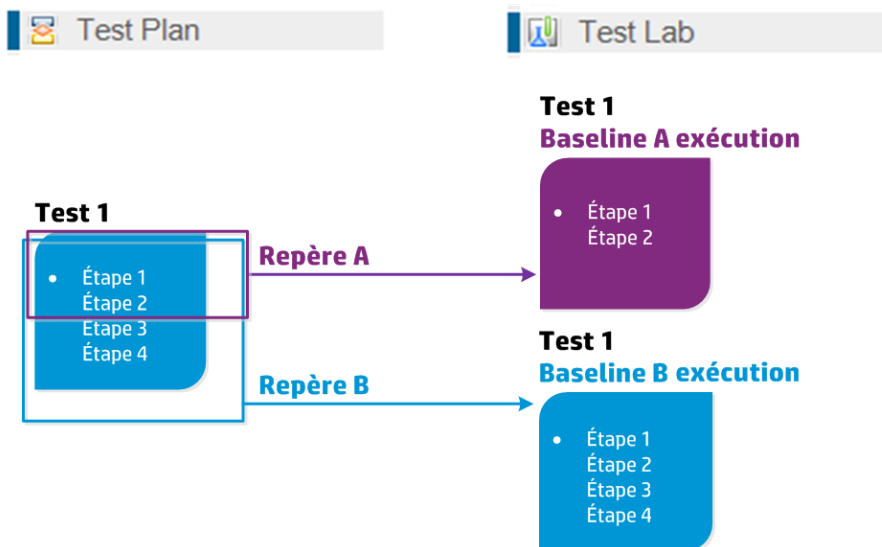 Test Plan
Test Lab
Test 1
Baseline A exécution
• Étape 1
Étape 2
Test 1
• Étape 1
Étape 2
Étape 3
Étape 4
Repère A
Repère B
Test 1
Baseline B exécution
• Étape 1
Étape 2
Étape 3
Étape 4